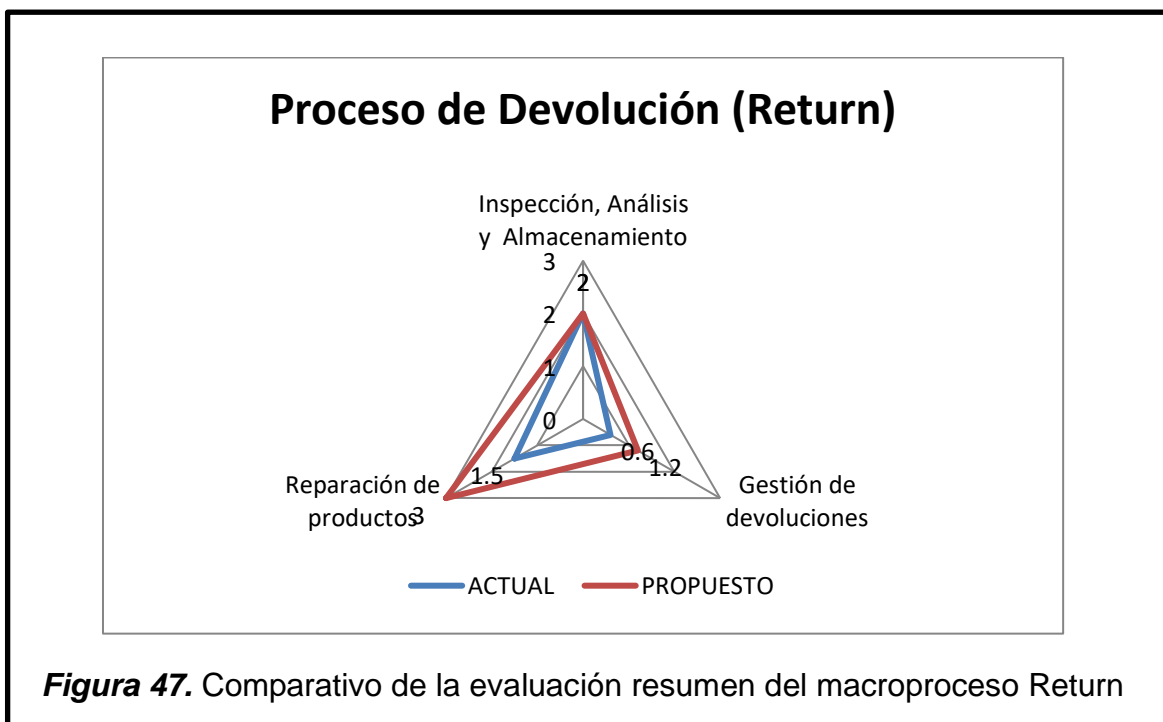 Proceso de Devolución (Return)
Inspección, Análisis
y Almacenamiento
3
2
2
1
0
0.6
1.2
1.5
3
Reparación de
productos
Gestión de
devoluciones
ACTUAL
PROPUESTO
Figura 47. Comparativo de la evaluación resumen del macroproceso Return